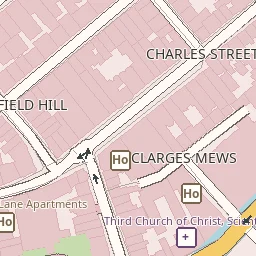 CHARLES STREET
FIELD HILL
Ho
CLARGES MEWS
Lane Apartments
Ho
Ho
Third Church of Christ, Scient
+